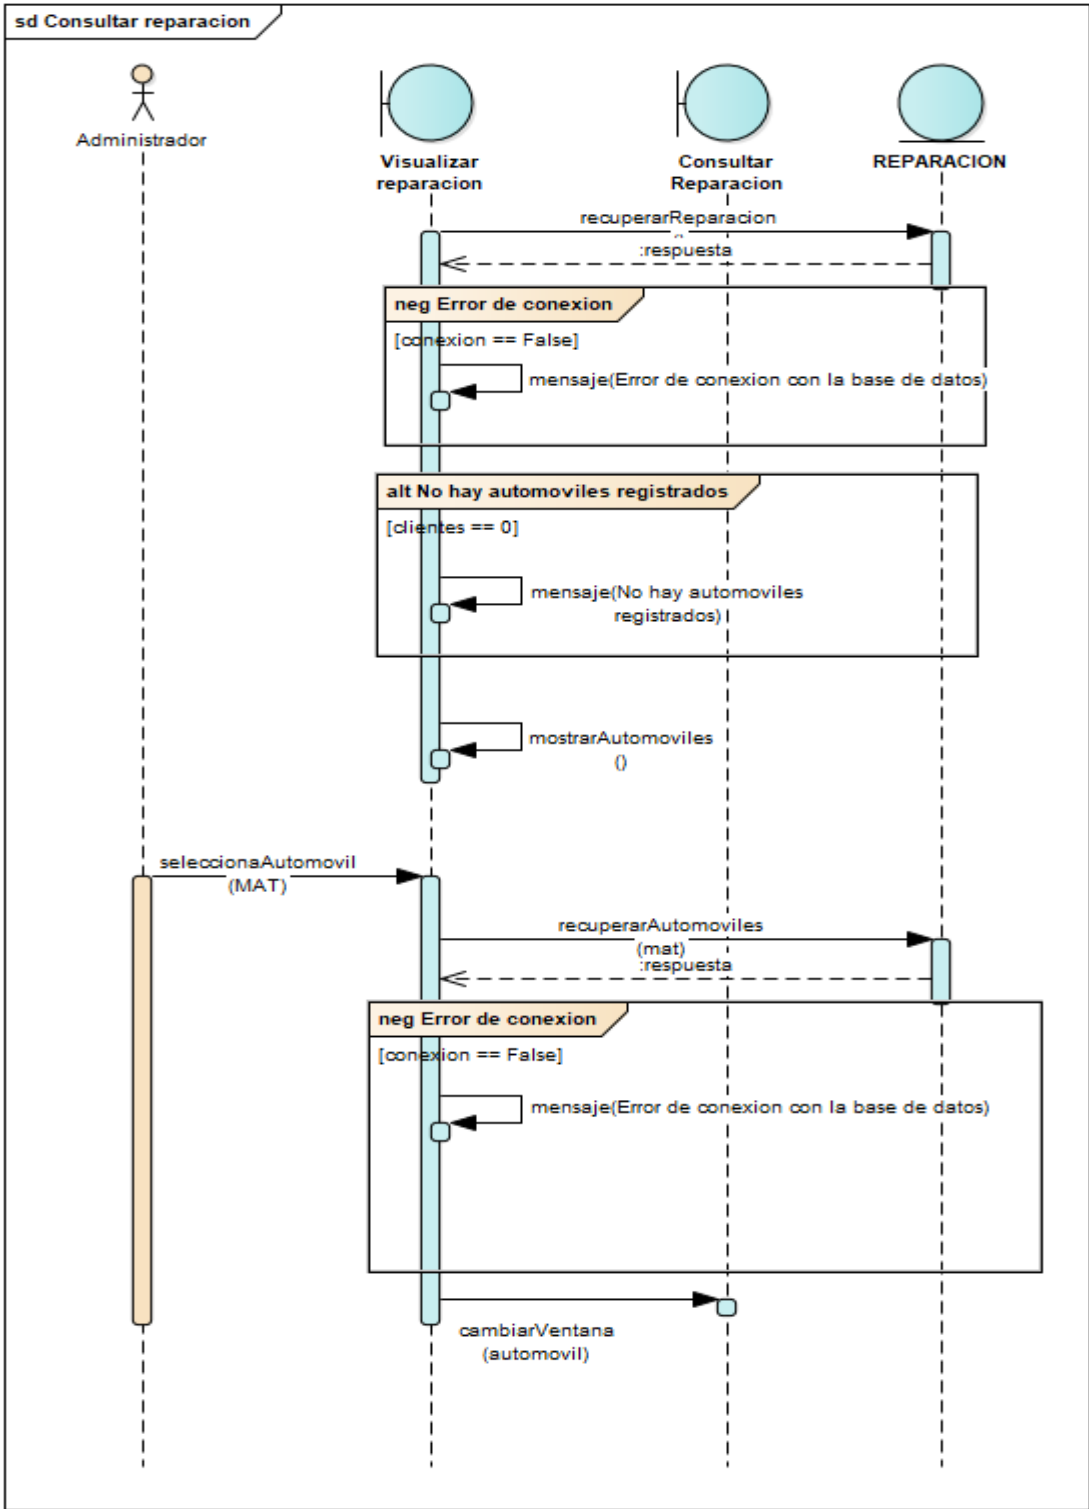 sd Consultar reparacion
Administrador
Visualizar
reparacion
Consultar
Reparacion
REPARACION
recuperarReparacion
()
:respuesta
neg Error de conexion
[conexion == False]
mensaje(Error de conexion con la base de datos)
alt No hay automoviles registrados
[clientes == 0]
mensaje(No hay automoviles
registrados)
mostrarAutomoviles
()
seleccionaAutomovil
(MAT)
recuperarAutomoviles
(mat)
:respuesta
neg Error de conexion
[conexion == False]
mensaje(Error de conexion con la base de datos)
cambiarVentana
(automovil)